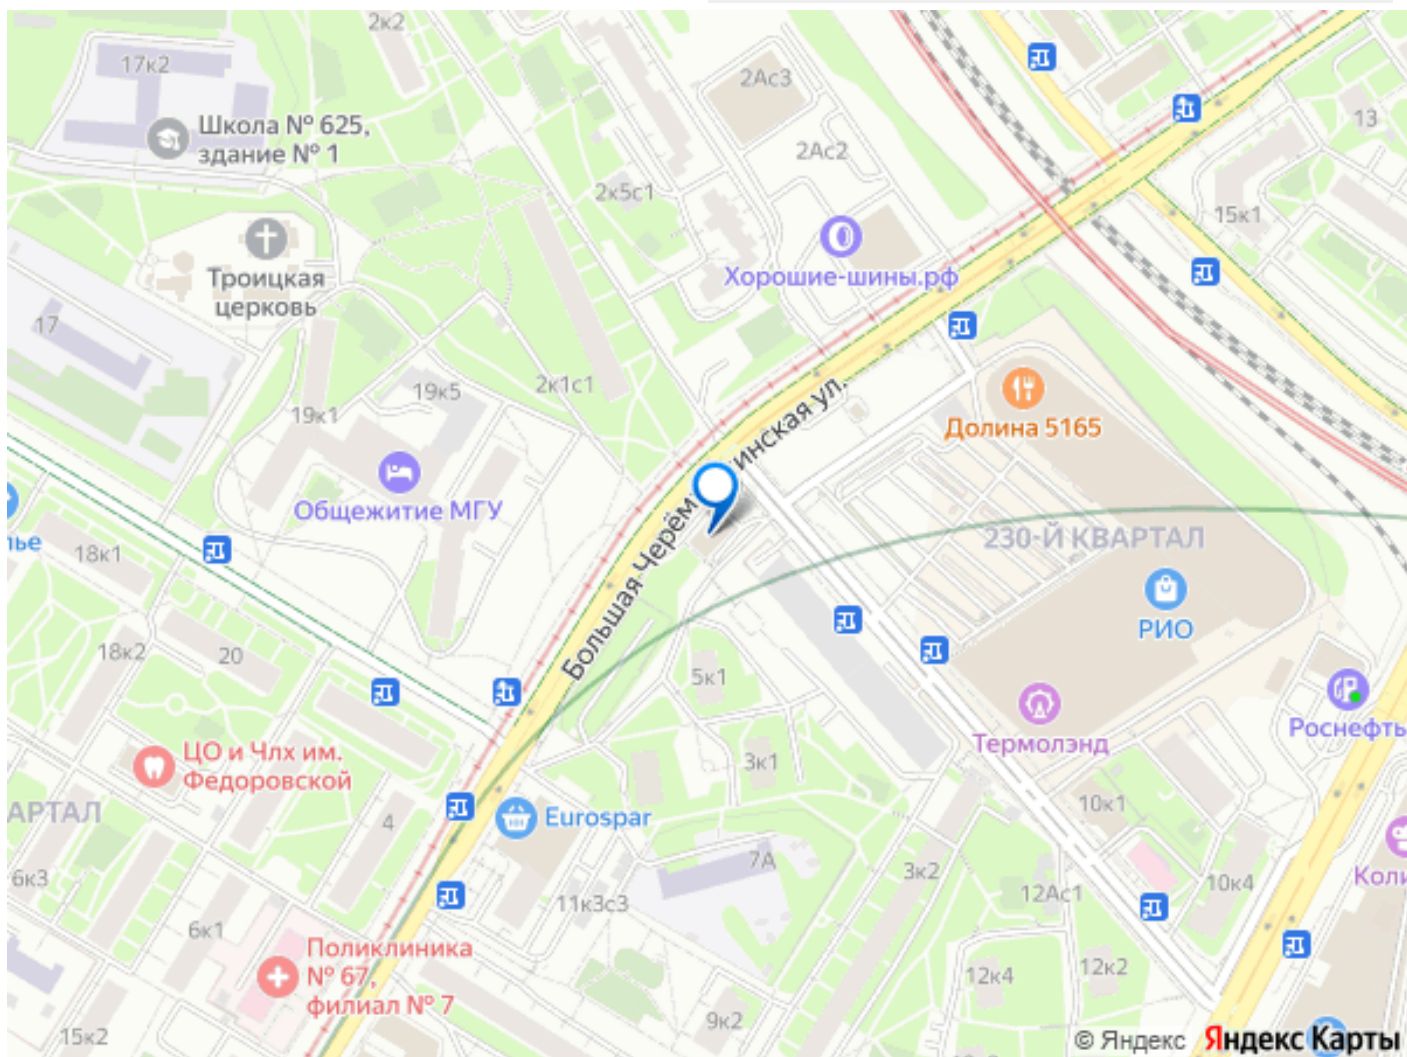 2к2
17к2
Школа № 625,
здание № 1
2Ас3
13
2Ас2
2к5с1
15к1
Троицкая
церковь
Хорошие-шины.рф
17
19к5
2к1с1
19к1
Долина 5165
Большая Черём
инская ул.
Общежитие МГУ
лье
18к1
230-Й КВАРТАЛ
РИО
18к2
20
5к1
Роснефть
Термолэнд
ЦО и Члх им.
Федоровской
3к1
10к1
АРТАЛ
4
Eurospar
7А
6к3
3к2
12Ас1
10к4
Коли
11к3с3
6к1
Поликлиника
№ 67,
филиал № 7
12к4
12к2
15к2
9к2
© Яндекс Яндекс Карты